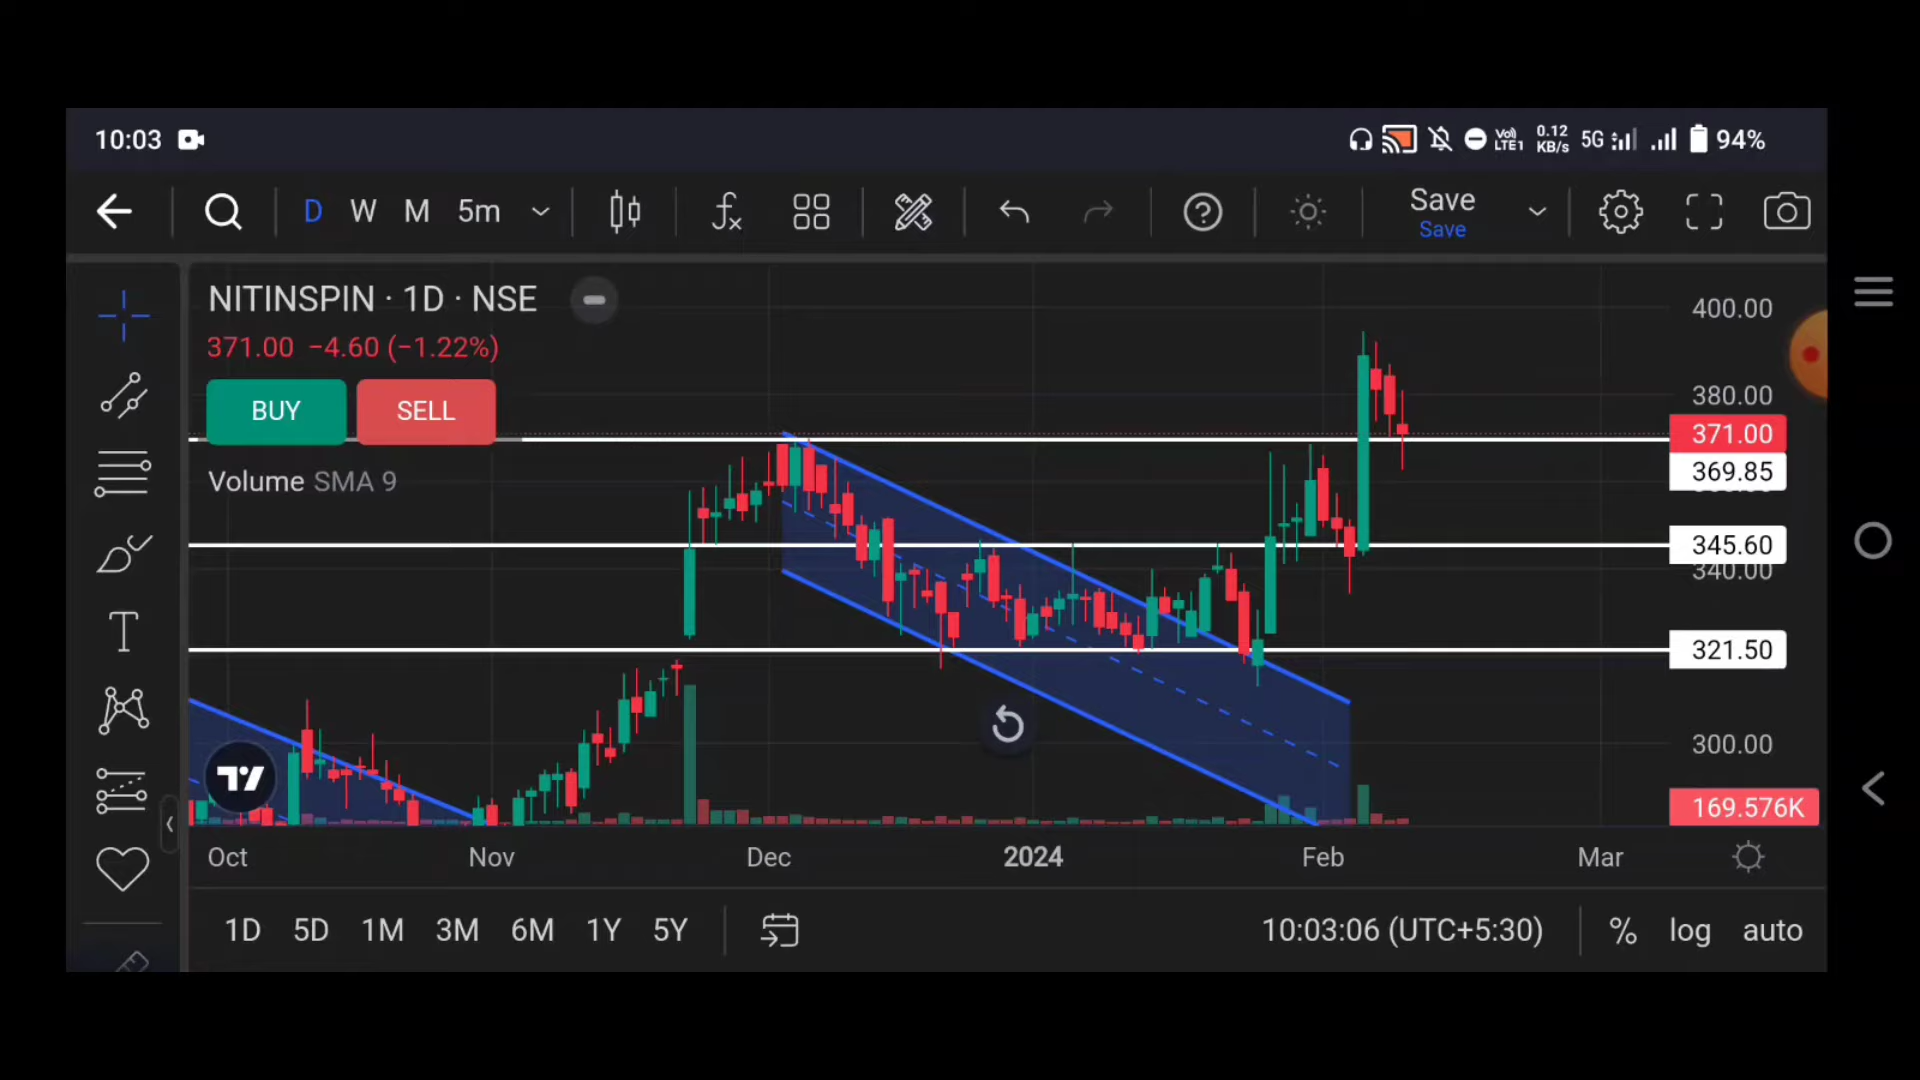 10:03
Vo) LTE1 0.12 KB/s 5G 94%
D W M 5m Save
Save
NITINSPIN · 1D · NSE
371.00 −4.60 (−1.22%)
BUY SELL
Volume SMA 9
400.00
380.00
371.00
369.85
345.60
340.00
321.50
300.00
169.576K
Oct Nov Dec 2024 Feb Mar
1D 5D 1M 3M 6M 1Y 5Y 10:03:06 (UTC+5:30) % log auto